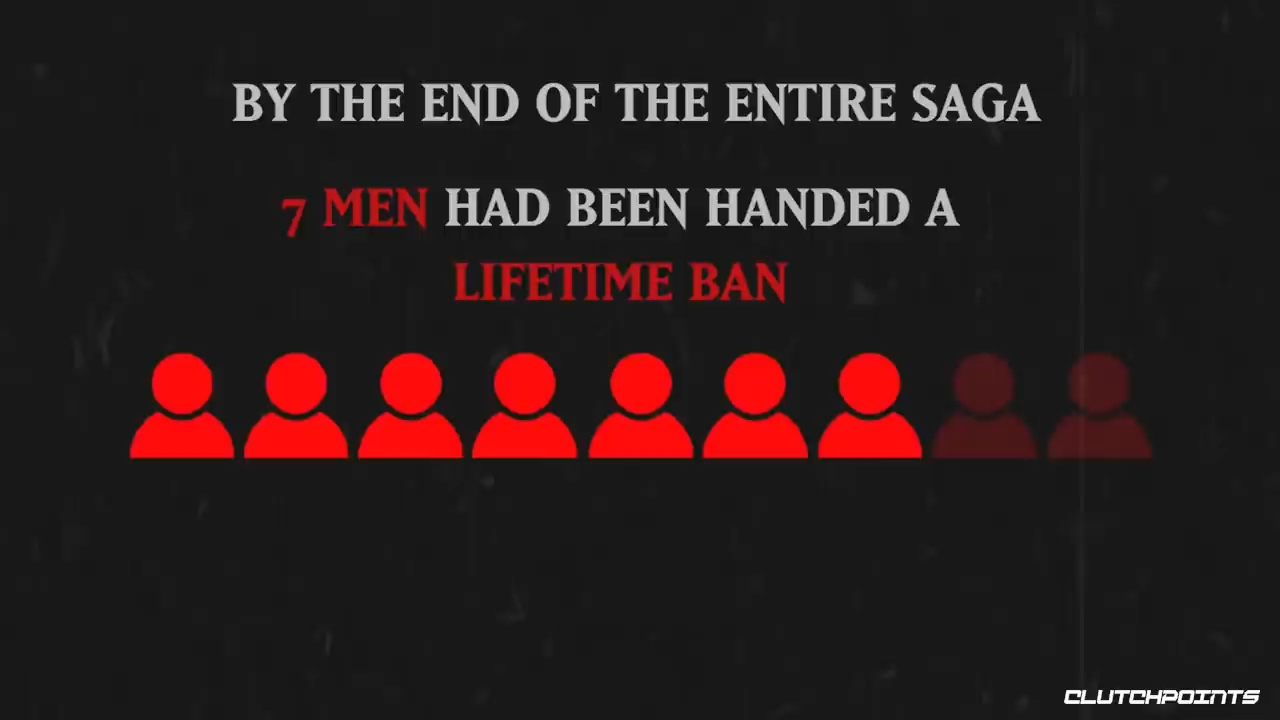 BY THE END OF THE ENTIRE SAGA
7 MEN HAD BEEN HANDED A
LIFETIME BAN
CLUTCHPOINTS